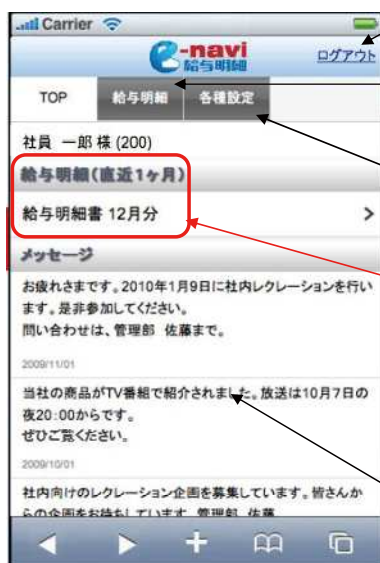 Carrier
e-navi
給与明細
ログアウト
TOP 給与明細 各種設定
社員 一郎 様 (200)
給与明細(直近1ヶ月)
給与明細書 12月分
メッセージ
お疲れさまです。2010年1月9日に社内レクレーションを行い
ます。是非参加してください。
問い合わせは、管理部 佐藤まで。
2009/11/01
当社の商品がTV番組で紹介されました。放送は10月7日の
夜20:00からです。
ぜひご覧ください。
2009/10/01
社内向けのレクレーション企画を募集しています。皆さんか
らの企画をお待ちしています 管理部 佐藤